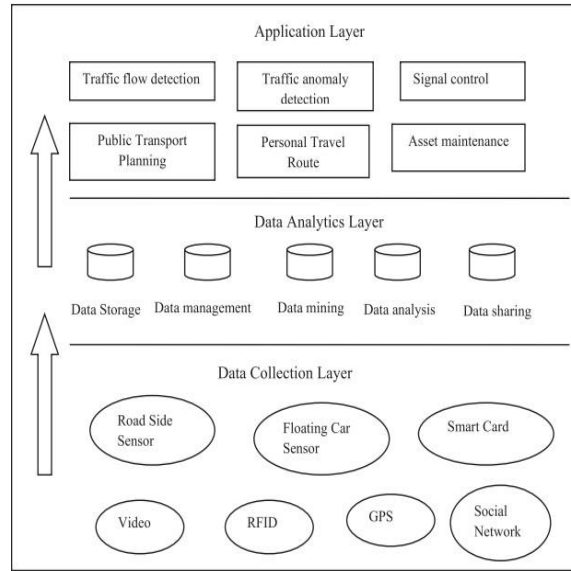 Application Layer
Traffic flow detection
Traffic anomaly
detection
Signal control
Public Transport
Planning
Personal Travel
Route
Asset maintenance
Data Analytics Layer
Data Storage
Data management
Data mining
Data analysis
Data sharing
Data Collection Layer
Road Side
Sensor
Floating Car
Sensor
Smart Card
Video
RFID
GPS
Social
Network